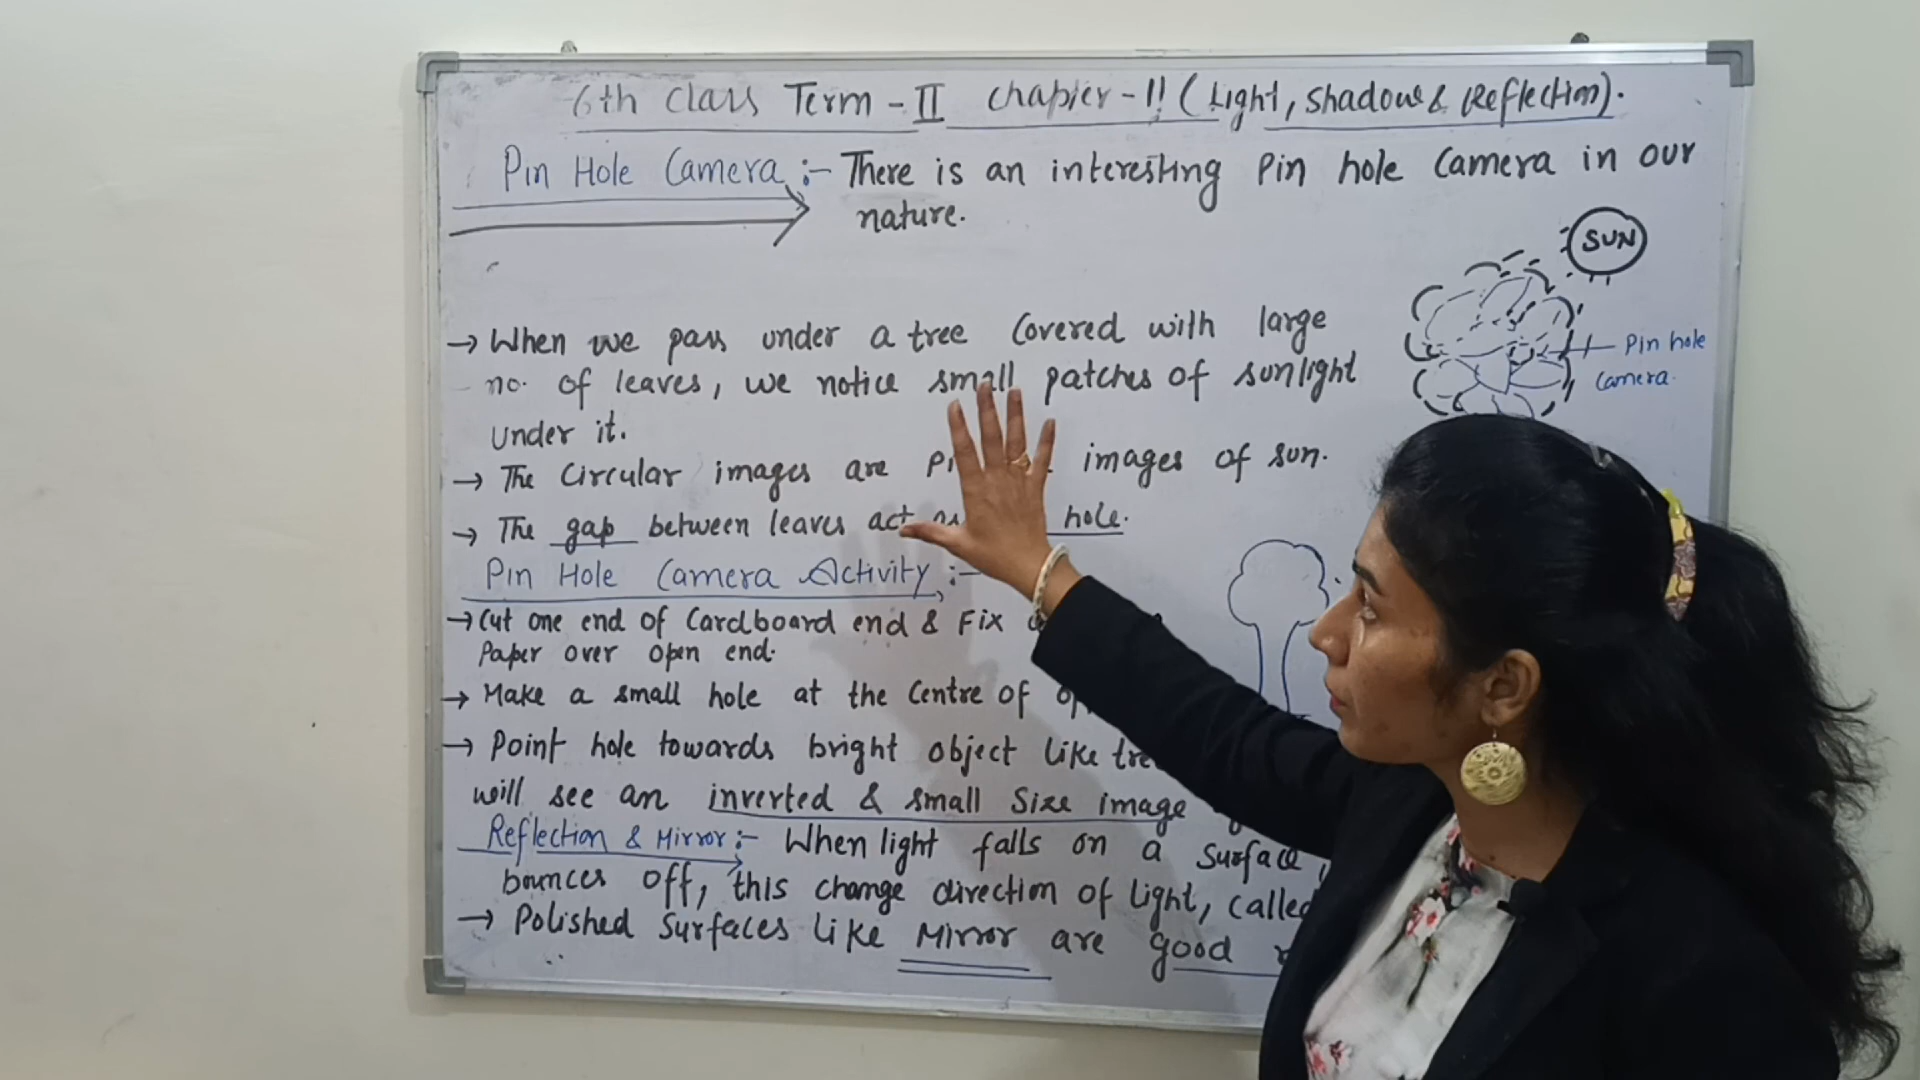 6th Class Term - II Chapter - 11 (Light, Shadow & Reflection).
Pin Hole Camera :- There is an interesting Pin hole Camera in our
nature.
SUN
Pin hole
Camera.
→ When we pass under a tree Covered with large
no. of leaves, we notice small patches of sunlight
under it.
→ The Circular images are images of sun.
→ The gap between leaves act as hole.
Pin Hole Camera Activity :-
→ Cut one end of Cardboard end & Fix
Paper over open end.
→ Make a small hole at the Centre of
→ Point hole towards bright object like
will see an inverted & small Size image
Reflection & Mirror :- When light falls on a Surface,
bounces off, this change direction of light, called
→ Polished Surfaces like Mirror are good